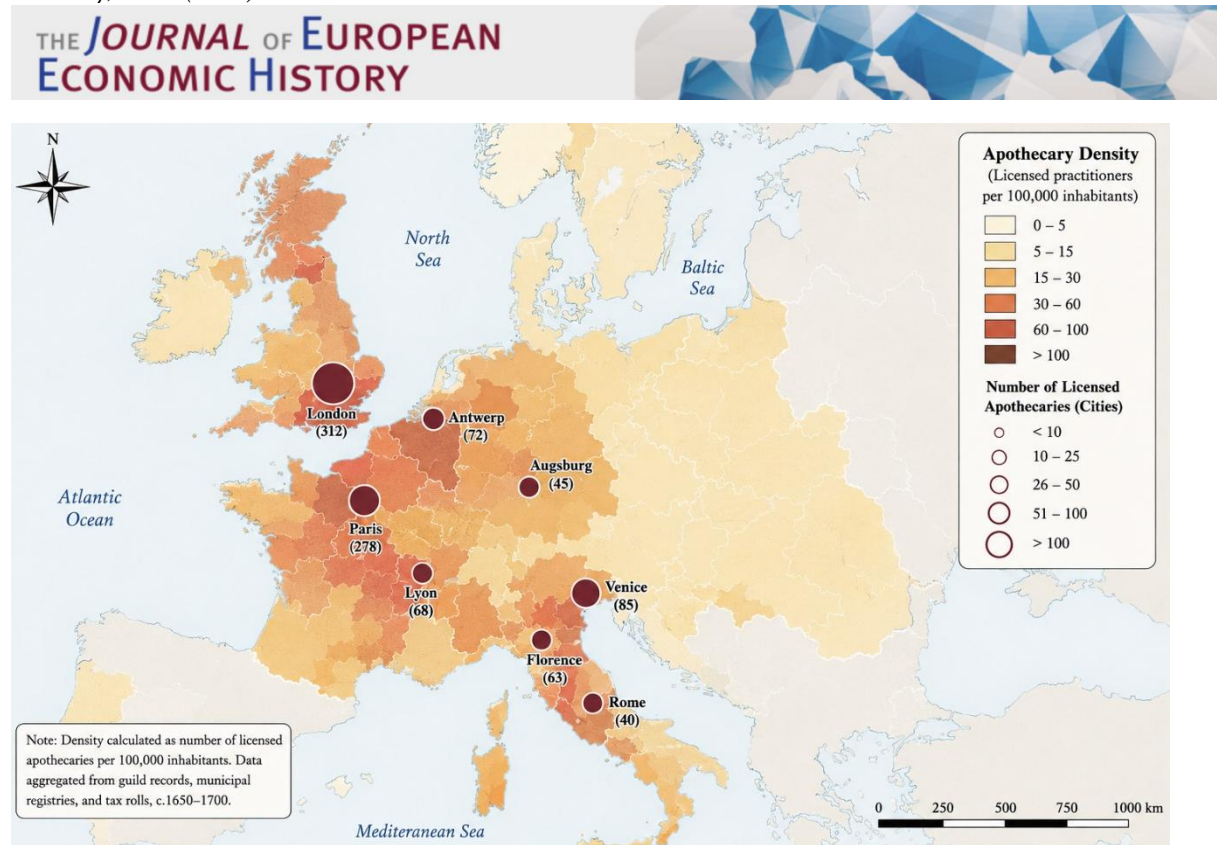 THE JOURNAL OF EUROPEAN
ECONOMIC HISTORY
N
North
Sea
Baltic
Sea
Atlantic
Ocean
Mediteranean Sea
London
(312)
Antwerp
(72)
Augsburg
(45)
Paris
(278)
Lyon
(68)
Venice
(85)
Florence
(63)
Rome
(40)
Apothecary Density
(Licensed practitioners
per 100,000 inhabitants)
0 – 5
5 – 15
15 – 30
30 – 60
60 – 100
> 100
Number of Licensed
Apothecaries (Cities)
< 10
10 – 25
26 – 50
51 – 100
> 100
Note: Density calculated as number of licensed
apothecaries per 100,000 inhabitants. Data
aggregated from guild records, municipal
registries, and tax rolls, c.1650–1700.
0 250 500 750 1000 km